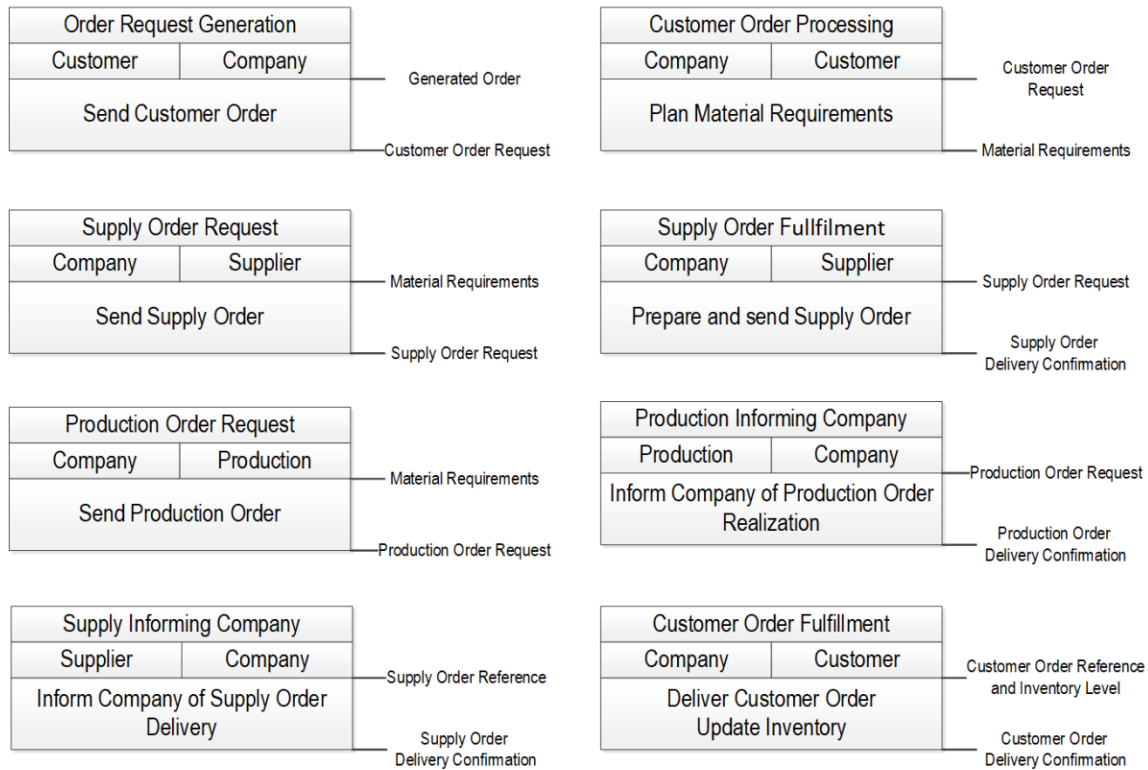 Order Request Generation
Customer
Company
Generated Order
Send Customer Order
Customer Order Request
Customer Order Processing
Company
Customer
Customer Order
Request
Plan Material Requirements
Material Requirements
Supply Order Request
Company
Supplier
Material Requirements
Send Supply Order
Supply Order Request
Supply Order Fullfilment
Company
Supplier
Supply Order Request
Prepare and send Supply Order
Supply Order
Delivery Confirmation
Production Order Request
Company
Production
Material Requirements
Send Production Order
Production Order Request
Production Informing Company
Production
Company
Production Order Request
Inform Company of Production Order
Realization
Production Order
Delivery Confirmation
Supply Informing Company
Supplier
Company
Supply Order Reference
Inform Company of Supply Order
Delivery
Supply Order
Delivery Confirmation
Customer Order Fulfillment
Company
Customer
Customer Order Reference
and Inventory Level
Deliver Customer Order
Update Inventory
Customer Order
Delivery Confirmation